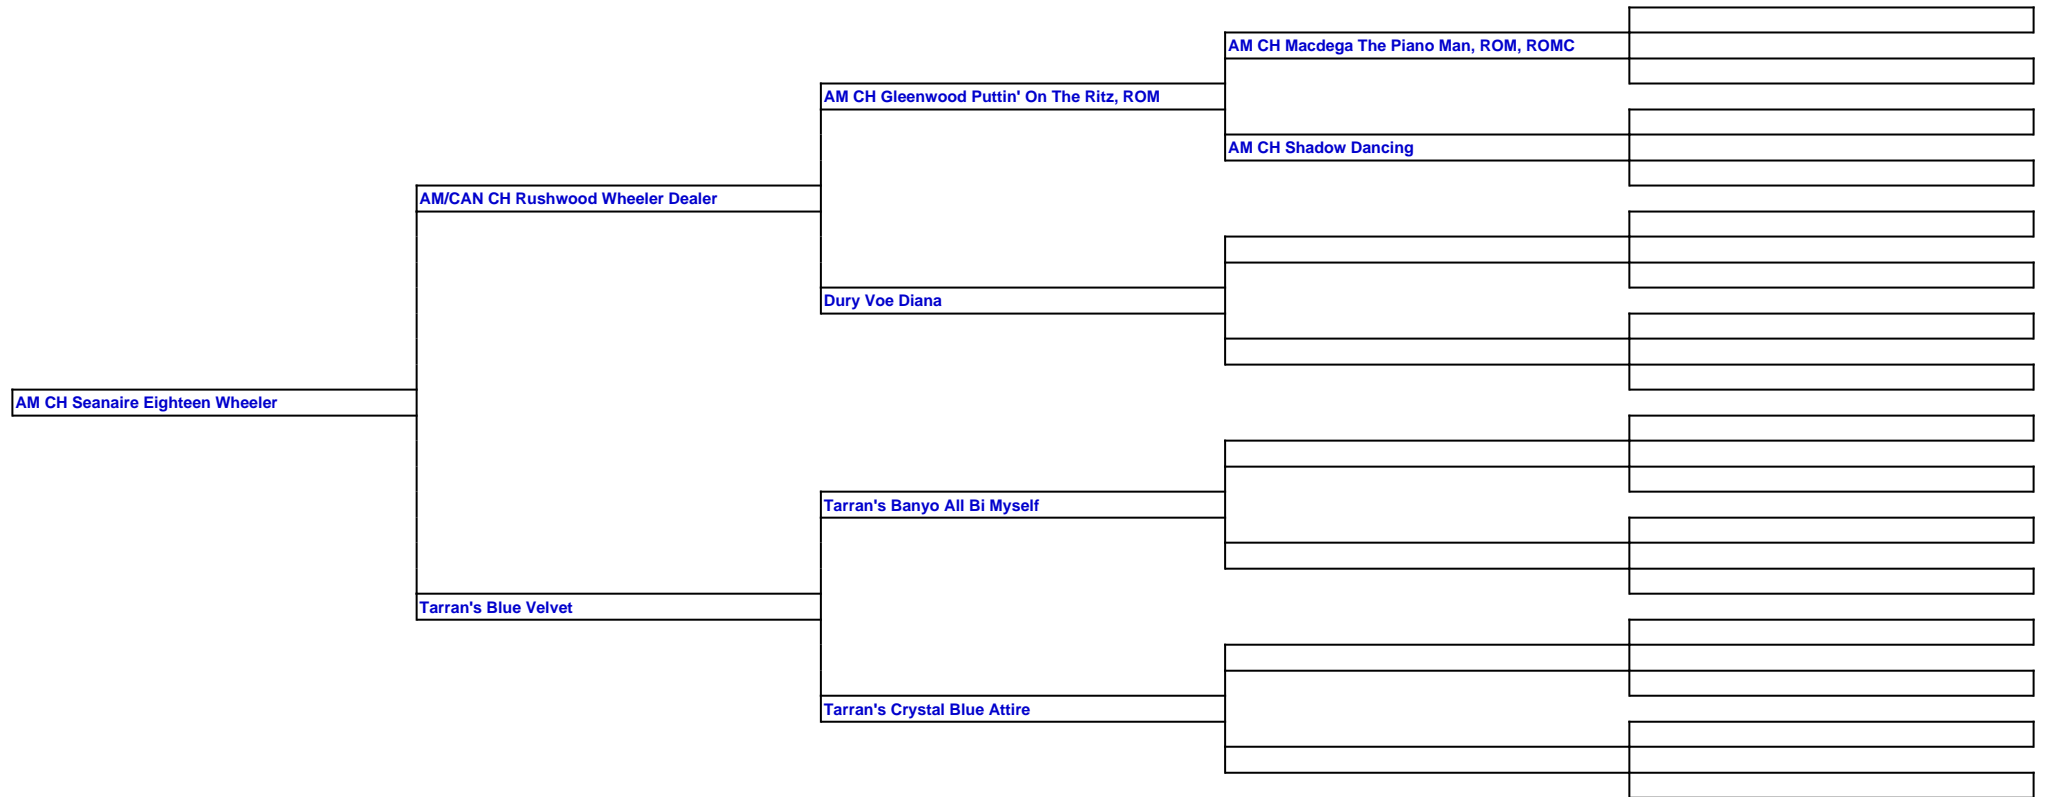 AM CH Macdega The Piano Man, ROM, ROMC
AM CH Gleenwood Puttin' On The Ritz, ROM
AM CH Shadow Dancing
AM/CAN CH Rushwood Wheeler Dealer
Dury Voe Diana
AM CH Seanaire Eighteen Wheeler
Tarran's Banyo All Bi Myself
Tarran's Blue Velvet
Tarran's Crystal Blue Attire